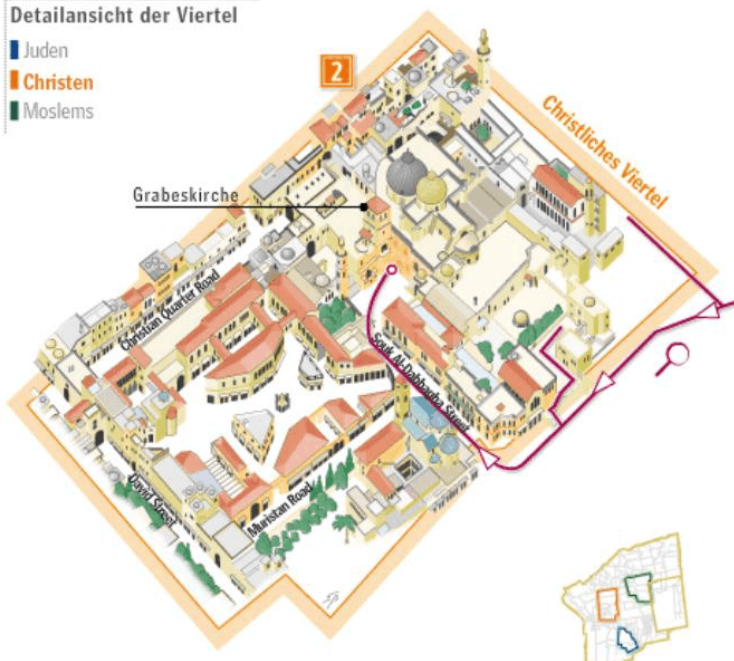 Detailansicht der Viertel
Juden
Christen
Moslems
2
Christliches Viertel
Grabeskirche
Christian Quarter Road
Souk Al-Dabbagha Street
David Street
Muristan Road